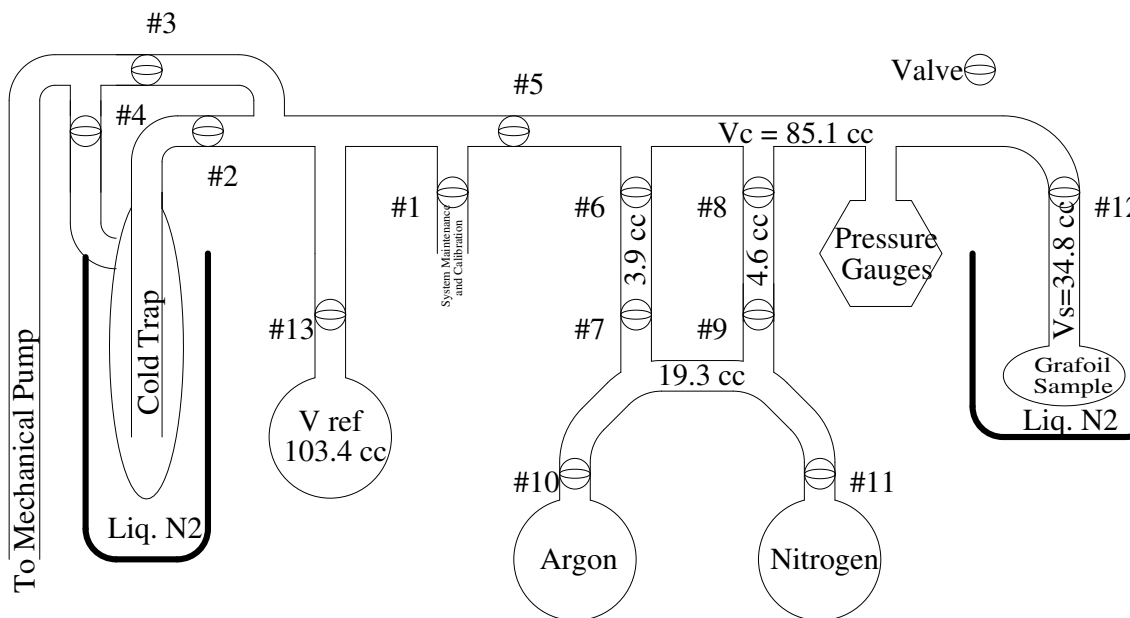 #3
Valve
#5
#4
Vc = 85.1 cc
#2
#1
#6
#8
#12
System Maintenance
and Calibration
3.9 cc
4.6 cc
Pressure
Gauges
Vs=34.8 cc
#13
#7
#9
To Mechanical Pump
Cold Trap
19.3 cc
Grafoil
Sample
Liq. N2
V ref
103.4 cc
#10
#11
Liq. N2
Argon
Nitrogen